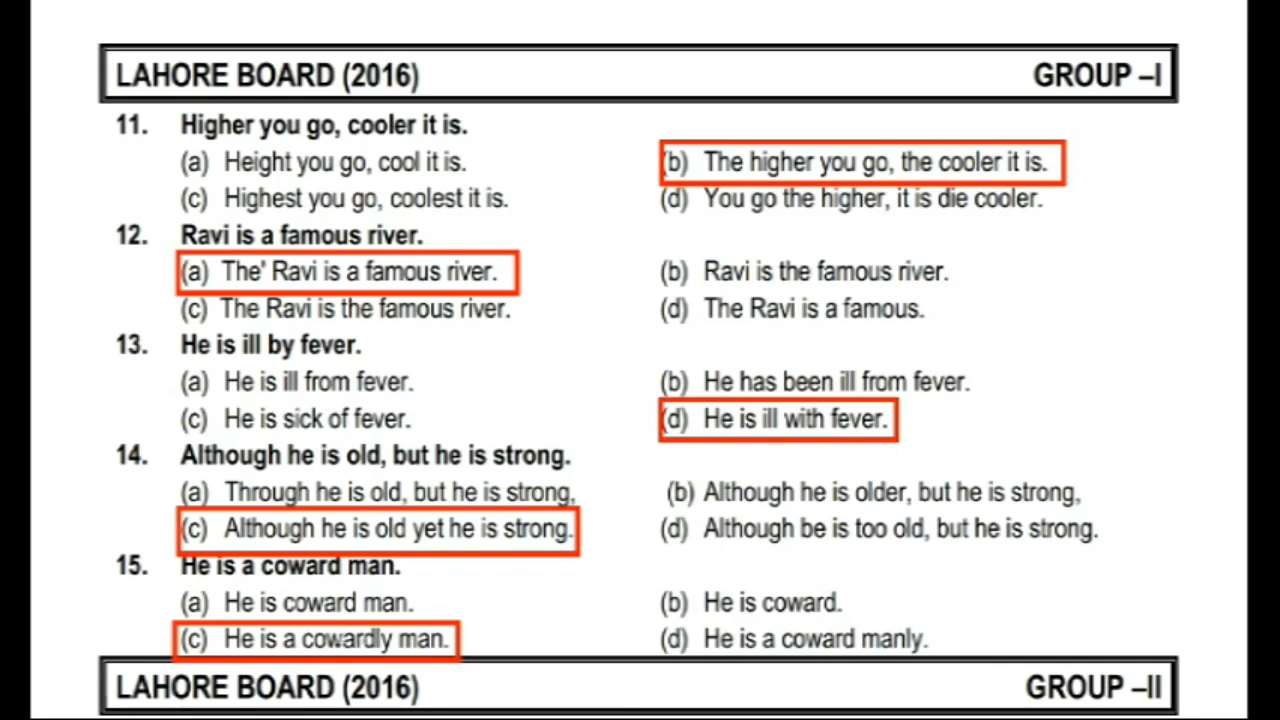 LAHORE BOARD (2016) GROUP –I
11. Higher you go, cooler it is.
(a) Height you go, cool it is. (b) The higher you go, the cooler it is.
(c) Highest you go, coolest it is. (d) You go the higher, it is die cooler.
12. Ravi is a famous river.
(a) The' Ravi is a famous river. (b) Ravi is the famous river.
(c) The Ravi is the famous river. (d) The Ravi is a famous.
13. He is ill by fever.
(a) He is ill from fever. (b) He has been ill from fever.
(c) He is sick of fever. (d) He is ill with fever.
14. Although he is old, but he is strong.
(a) Through he is old, but he is strong, (b) Although he is older, but he is strong,
(c) Although he is old yet he is strong. (d) Although be is too old, but he is strong.
15. He is a coward man.
(a) He is coward man. (b) He is coward.
(c) He is a cowardly man. (d) He is a coward manly.
LAHORE BOARD (2016) GROUP –II